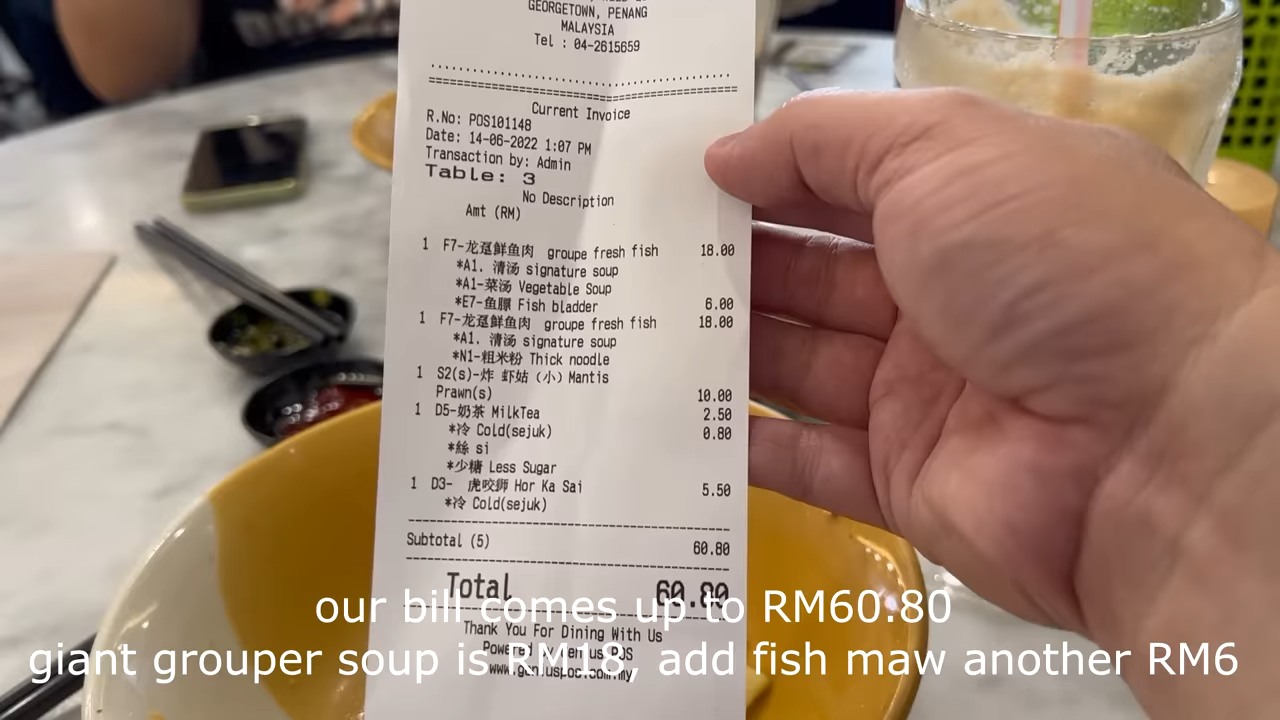 GEORGETOWN, PENANG
MALAYSIA
Tel : 04-2615659
Current Invoice
R.No: POS101148
Date: 14-06-2022 1:07 PM
Transaction by: Admin
Table: 3
No Description
Amt (RM)
1 F7-龙趸鲜鱼肉 groupe fresh fish 18.00
*A1. 清汤 signature soup
*A1-菜汤 Vegetable Soup
*E7-鱼膘 Fish bladder 6.00
1 F7-龙趸鲜鱼肉 groupe fresh fish 18.00
*A1. 清汤 signature soup
*N1-粗米粉 Thick noodle
1 S2(s)-炸 虾姑（小）Mantis
Prawn(s) 10.00
1 D5-奶茶 MilkTea 2.50
*冷 Cold(sejuk) 0.80
*絲 si
*少糖 Less Sugar
1 D3- 虎咬獅 Hor Ka Sai 5.50
*冷 Cold(sejuk)
Subtotal (5) 60.80
Total 60.80
our bill comes up to RM60.80
Thank You For Dining With Us
Powered by
giant grouper soup is RM18, add fish maw another RM6